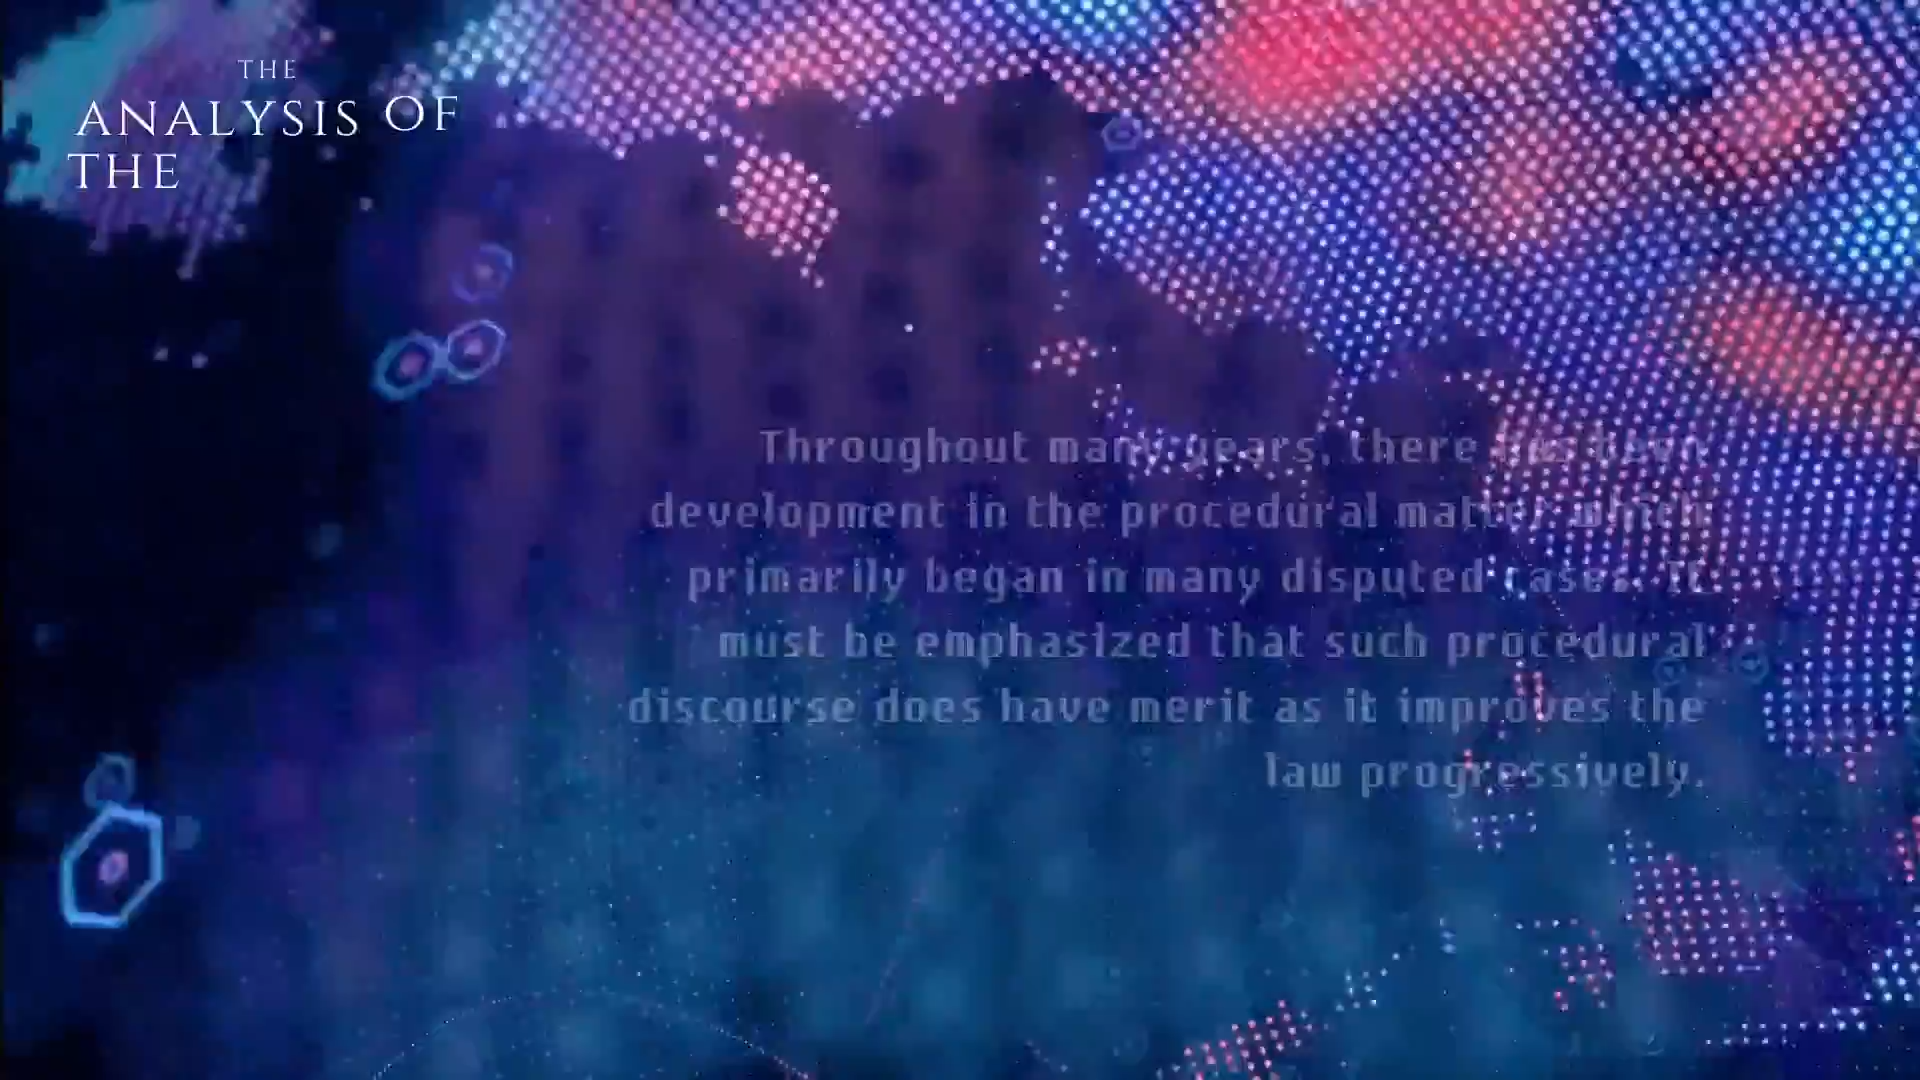 THE
ANALYSIS OF
THE
Throughout many years, there has been
development in the procedural matter which
primarily began in many disputed cases. It
must be emphasized that such procedural
discourse does have merit as it improves the
law progressively.